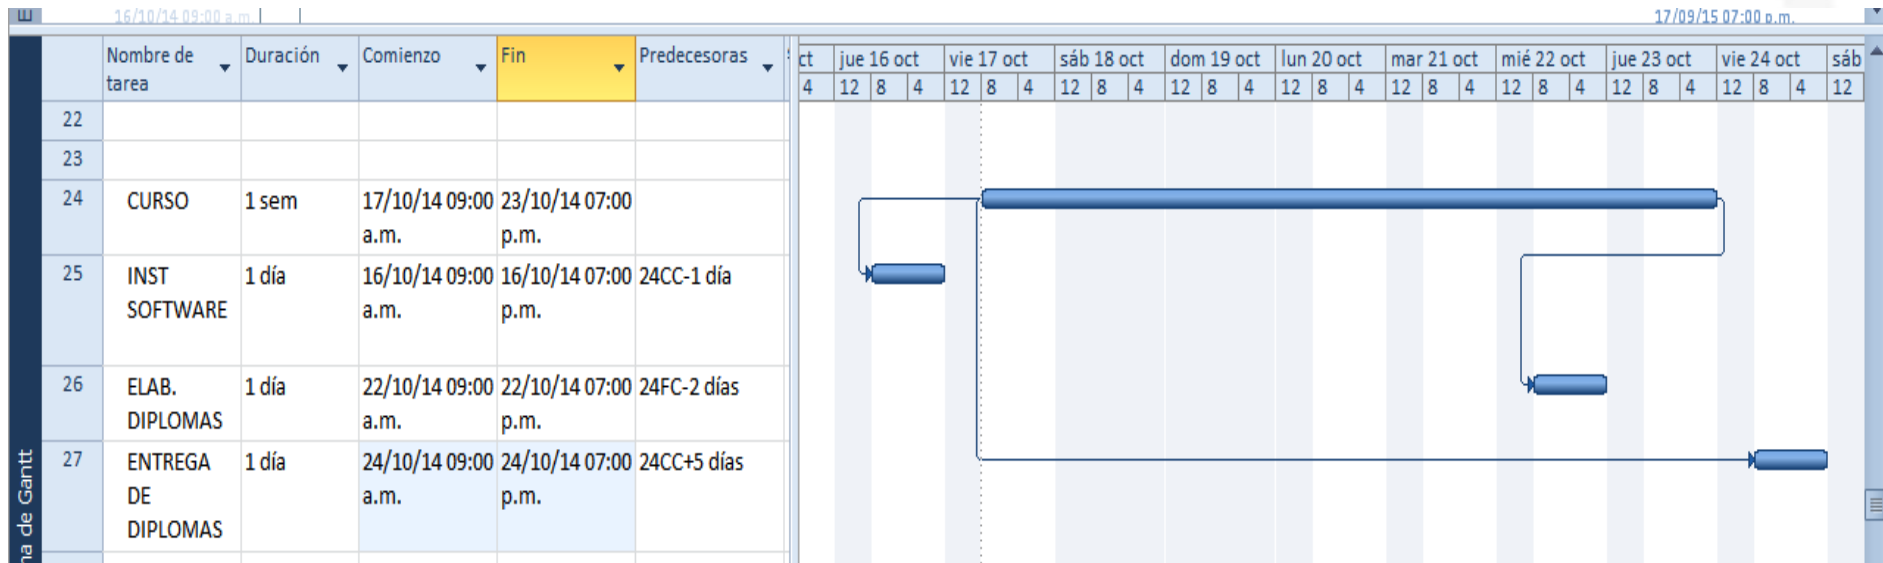 16/10/14 09:00 a.m.
17/09/15 07:00 p.m.
Nombre de tarea Duración Comienzo Fin Predecesoras
ct jue 16 oct vie 17 oct sáb 18 oct dom 19 oct lun 20 oct mar 21 oct mié 22 oct jue 23 oct vie 24 oct sáb
4 12 8 4 12 8 4 12 8 4 12 8 4 12 8 4 12 8 4 12 8 4 12 8 4 12 8 4 12
22
23
24 CURSO 1 sem 17/10/14 09:00 a.m. 23/10/14 07:00 p.m.
25 INST SOFTWARE 1 día 16/10/14 09:00 a.m. 16/10/14 07:00 p.m. 24CC-1 día
26 ELAB. DIPLOMAS 1 día 22/10/14 09:00 a.m. 22/10/14 07:00 p.m. 24FC-2 días
27 ENTREGA DE DIPLOMAS 1 día 24/10/14 09:00 a.m. 24/10/14 07:00 p.m. 24CC+5 días
de Gantt